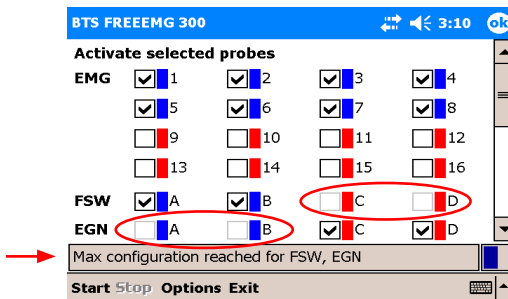 BTS FREEEMG 300 3:10 ok
Activate selected probes
EMG 1 2 3 4
5 6 7 8
9 10 11 12
13 14 15 16
FSW A B C D
EGN A B C D
Max configuration reached for FSW, EGN
Start Stop Options Exit